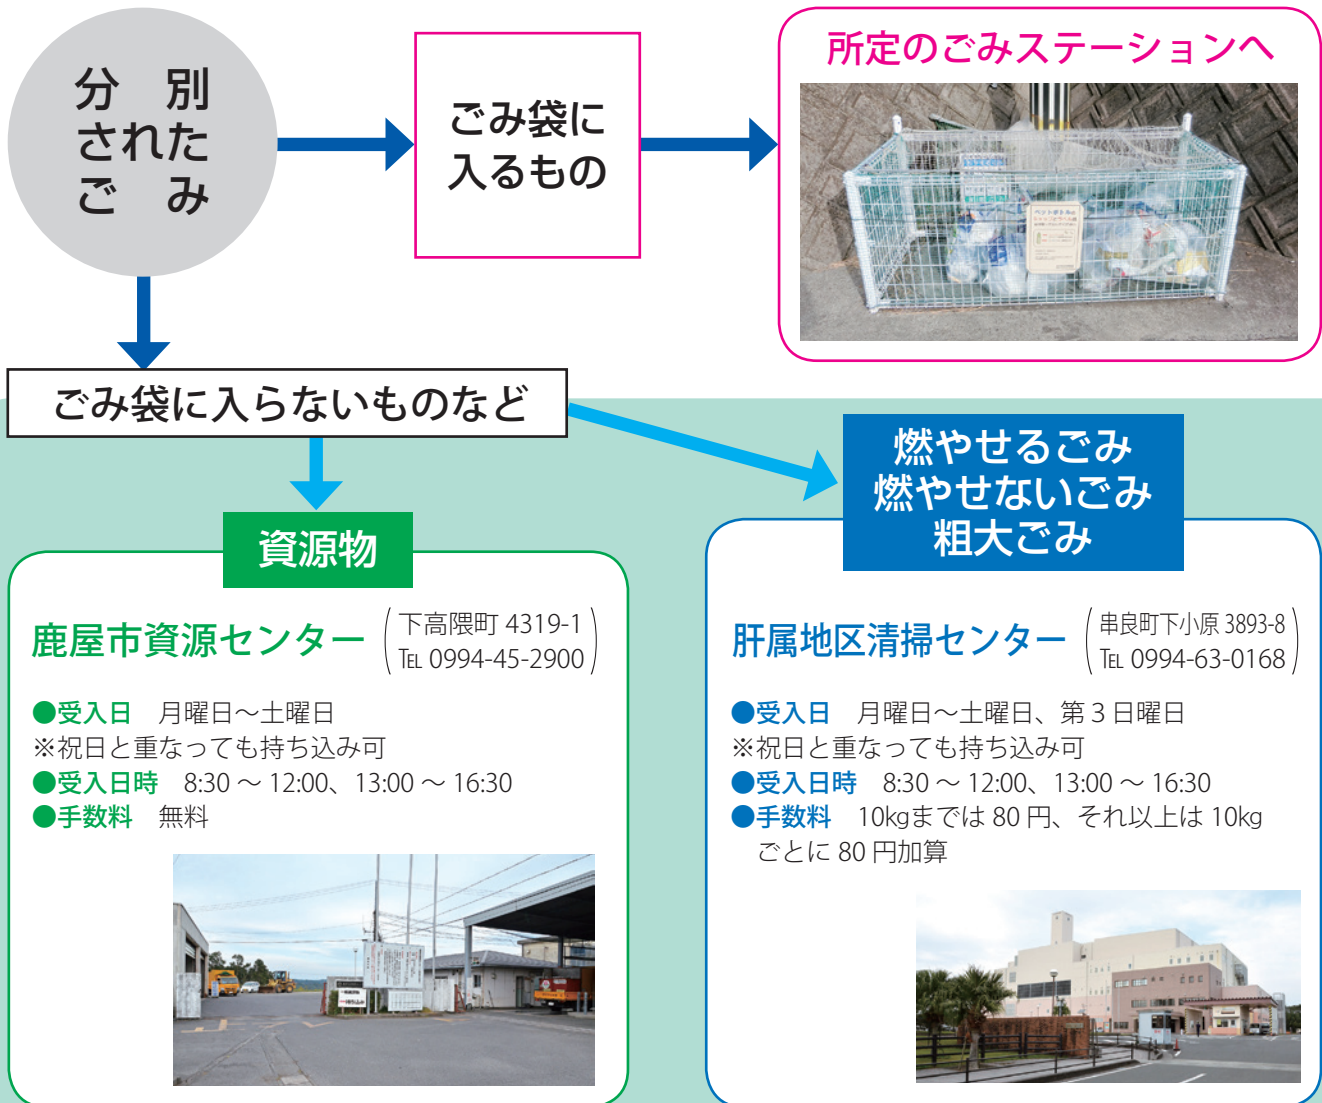 分　別
された
ご　み
ごみ袋に
入るもの
所定のごみステーションへ
ごみ袋に入らないものなど
資源物
鹿屋市資源センター
下高隈町 4319-1
℡ 0994-45-2900
●受入日　月曜日～土曜日
※祝日と重なっても持ち込み可
●受入日時　8:30 ～ 12:00、13:00 ～ 16:30
●手数料　無料
燃やせるごみ
燃やせないごみ
粗大ごみ
肝属地区清掃センター
串良町下小原 3893-8
℡ 0994-63-0168
●受入日　月曜日～土曜日、第３日曜日
※祝日と重なっても持ち込み可
●受入日時　8:30 ～ 12:00、13:00 ～ 16:30
●手数料　10kgまでは 80 円、それ以上は 10kg
ごとに 80 円加算